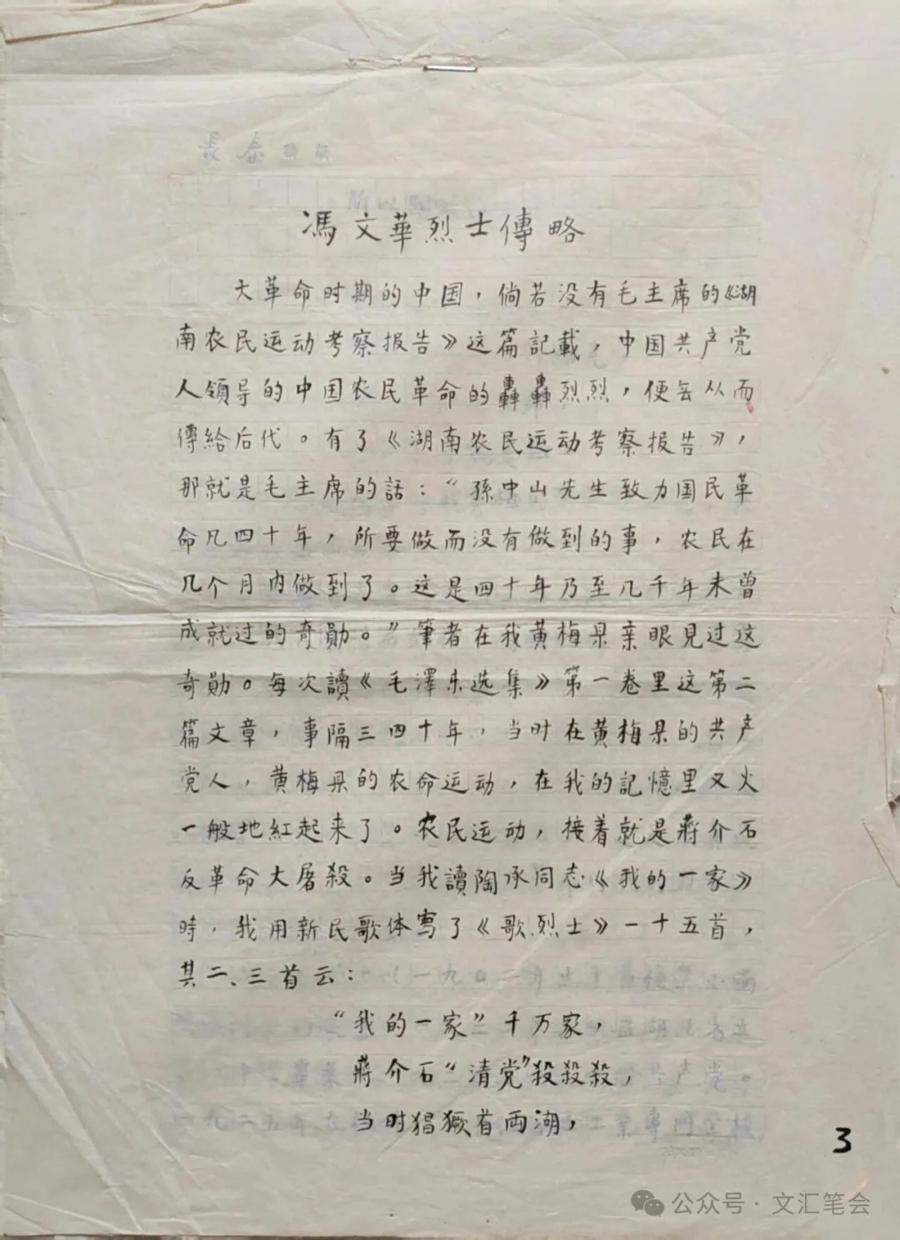 馮文華烈士傳略
大革命时期的中国，倘若没有毛主席的《湖
南农民运动考察报告》这篇記載，中国共产党
人領导的中国农民革命的轟轟烈烈，便无从而
傳給后代。有了《湖南农民运动考察报告》，
那就是毛主席的話：“孫中山先生致力国民革
命凡四十年，所要做而没有做到的事，农民在
几个月内做到了。这是四十年乃至几千年未曾
成就过的奇勋。”筆者在我黄梅県亲眼見过这
奇勋。每次讀《毛澤东选集》第一卷里这第二
篇文章，事隔三四十年，当时在黄梅県的共产
党人，黄梅県的农命运动，在我的記憶里又火
一般地紅起来了。农民运动，接着就是蔣介石
反革命大屠殺。当我讀陶承同志《我的一家》
時，我用新民歌体寫了《歌烈士》一十五首，
其二、三首云：
“我的一家”千万家，
蔣介石“清党”殺殺殺，
当时猖獗首両湖，
3
公众号·文汇笔会